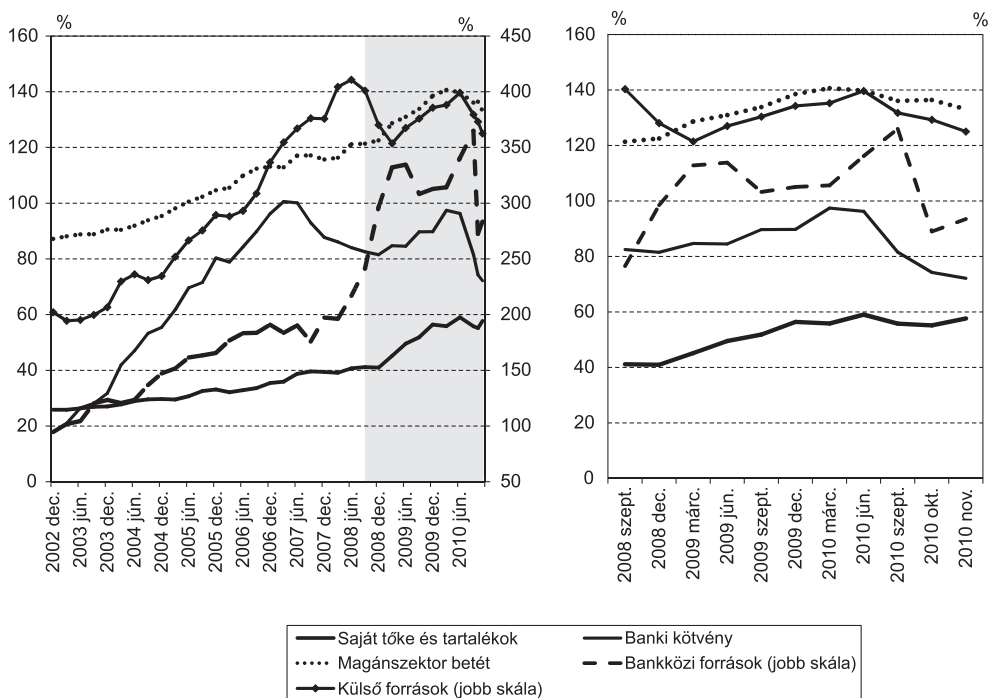 % %
160 450
140 400
120 350
100 300
80 250
60 200
40 150
20 100
0 50
2002 dec.
2003 jún.
2003 dec.
2004 jún.
2004 dec.
2005 jún.
2005 dec.
2006 jún.
2006 dec.
2007 jún.
2007 dec.
2008 jún.
2008 dec.
2009 jún.
2009 dec.
2010 jún.
% %
160
140
120
100
80
60
40
20
0
2008 szept.
2008 dec.
2009 márc.
2009 jún.
2009 szept.
2009 dec.
2010 márc.
2010 jún.
2010 szept.
2010 okt.
2010 nov.
Saját tőke és tartalékok
Banki kötvény
Magánszektor betét
Bankközi források (jobb skála)
Külső források (jobb skála)